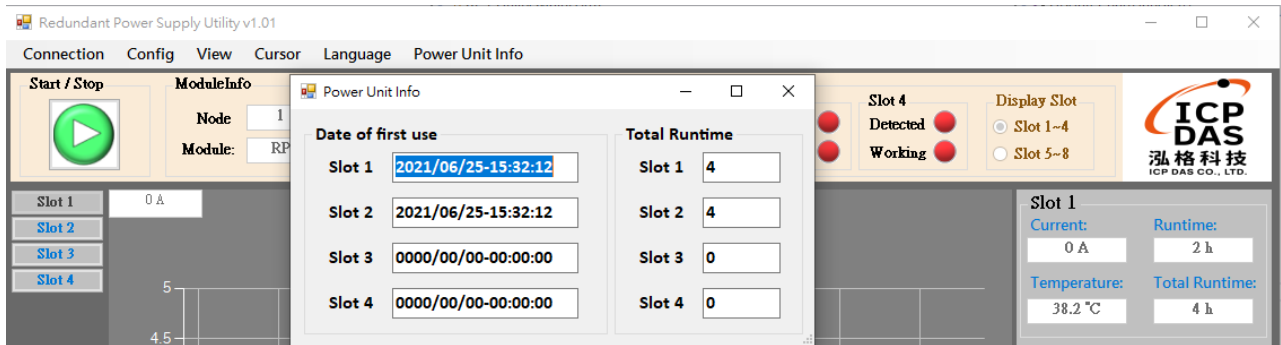 Redundant Power Supply Utility v1.01
Connection Config View Cursor Language Power Unit Info
Start / Stop
ModuleInfo
Node 1
Module: RP
Power Unit Info
Date of first use
Slot 1 2021/06/25-15:32:12
Slot 2 2021/06/25-15:32:12
Slot 3 0000/00/00-00:00:00
Slot 4 0000/00/00-00:00:00
Total Runtime
Slot 1 4
Slot 2 4
Slot 3 0
Slot 4 0
Slot 4
Detected
Working
Display Slot
Slot 1~4
Slot 5~8
ICP
DAS
泓格科技
ICP DAS CO., LTD.
Slot 1
Slot 2
Slot 3
Slot 4
0 A
5
4.5
Slot 1
Current: Runtime:
0 A 2 h
Temperature: Total Runtime:
38.2 °C 4 h